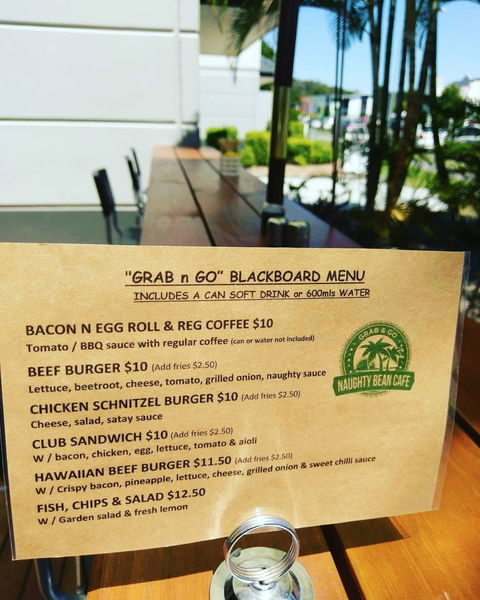 "GRAB n GO" BLACKBOARD MENU
INCLUDES A CAN SOFT DRINK or 600mls WATER
BACON N EGG ROLL & REG COFFEE $10
Tomato / BBQ sauce with regular coffee (can or water not included)
BEEF BURGER $10 (Add fries $2.50)
Lettuce, beetroot, cheese, tomato, grilled onion, naughty sauce
CHICKEN SCHNITZEL BURGER $10 (Add fries $2.50)
Cheese, salad, satay sauce
CLUB SANDWICH $10 (Add fries $2.50)
W / bacon, chicken, egg, lettuce, tomato & aioli
HAWAIIAN BEEF BURGER $11.50 (Add fries $2.50)
W / Crispy bacon, pineapple, lettuce, cheese, grilled onion & sweet chilli sauce
FISH, CHIPS & SALAD $12.50
W / Garden salad & fresh lemon
GRAB & GO
NAUGHTY BEAN CAFE